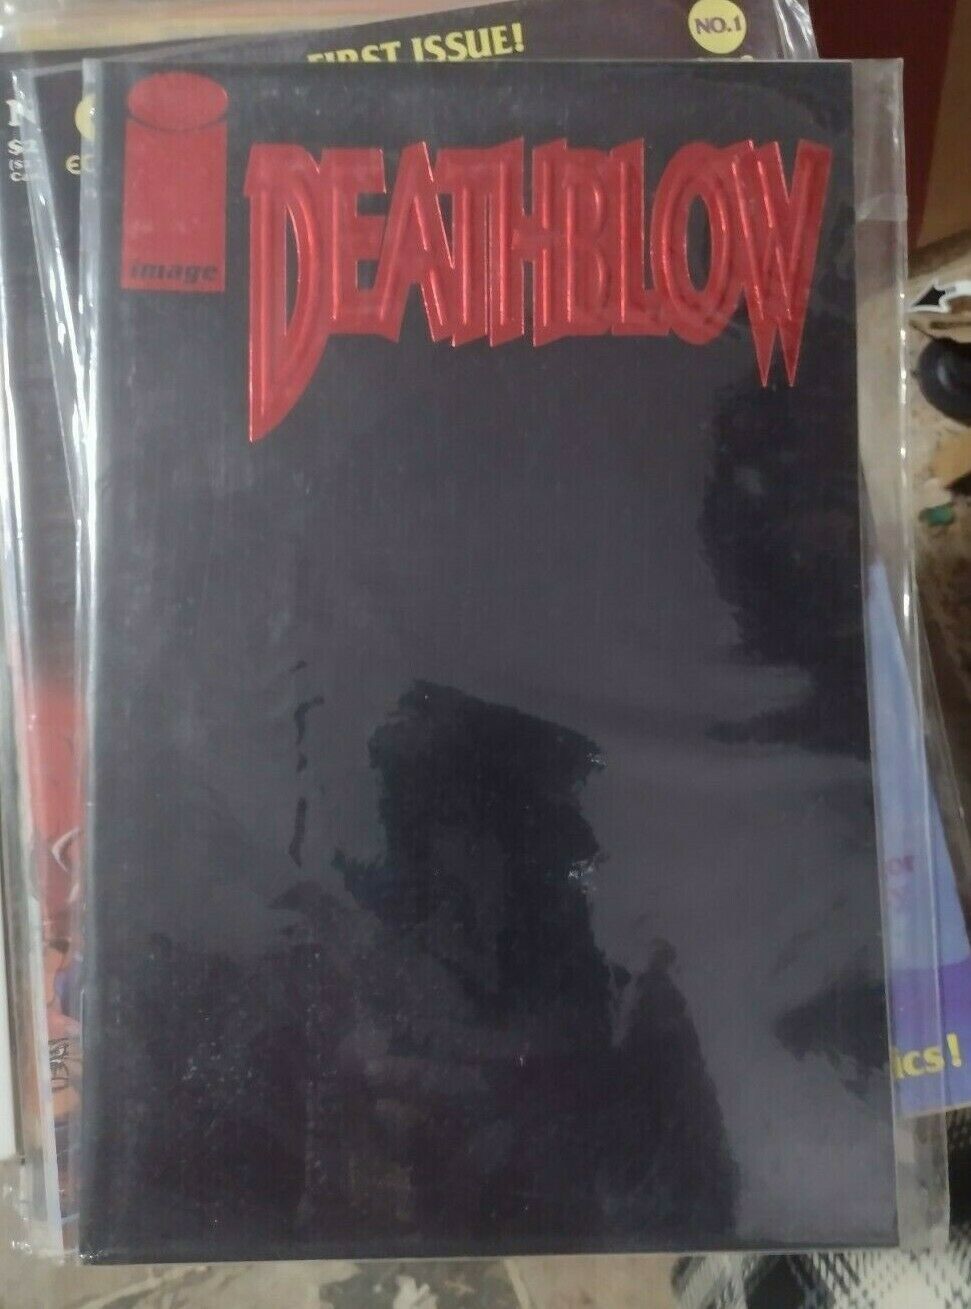 FIRST ISSUE!
NO.1
image
DEATHBLOW
ics!